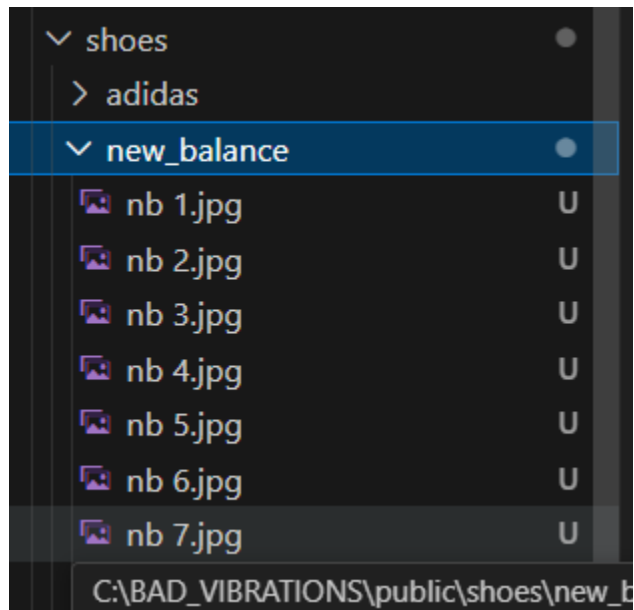 shoes
adidas
new_balance
nb 1.jpg U
nb 2.jpg U
nb 3.jpg U
nb 4.jpg U
nb 5.jpg U
nb 6.jpg U
nb 7.jpg U
C:\BAD_VIBRATIONS\public\shoes\new_b